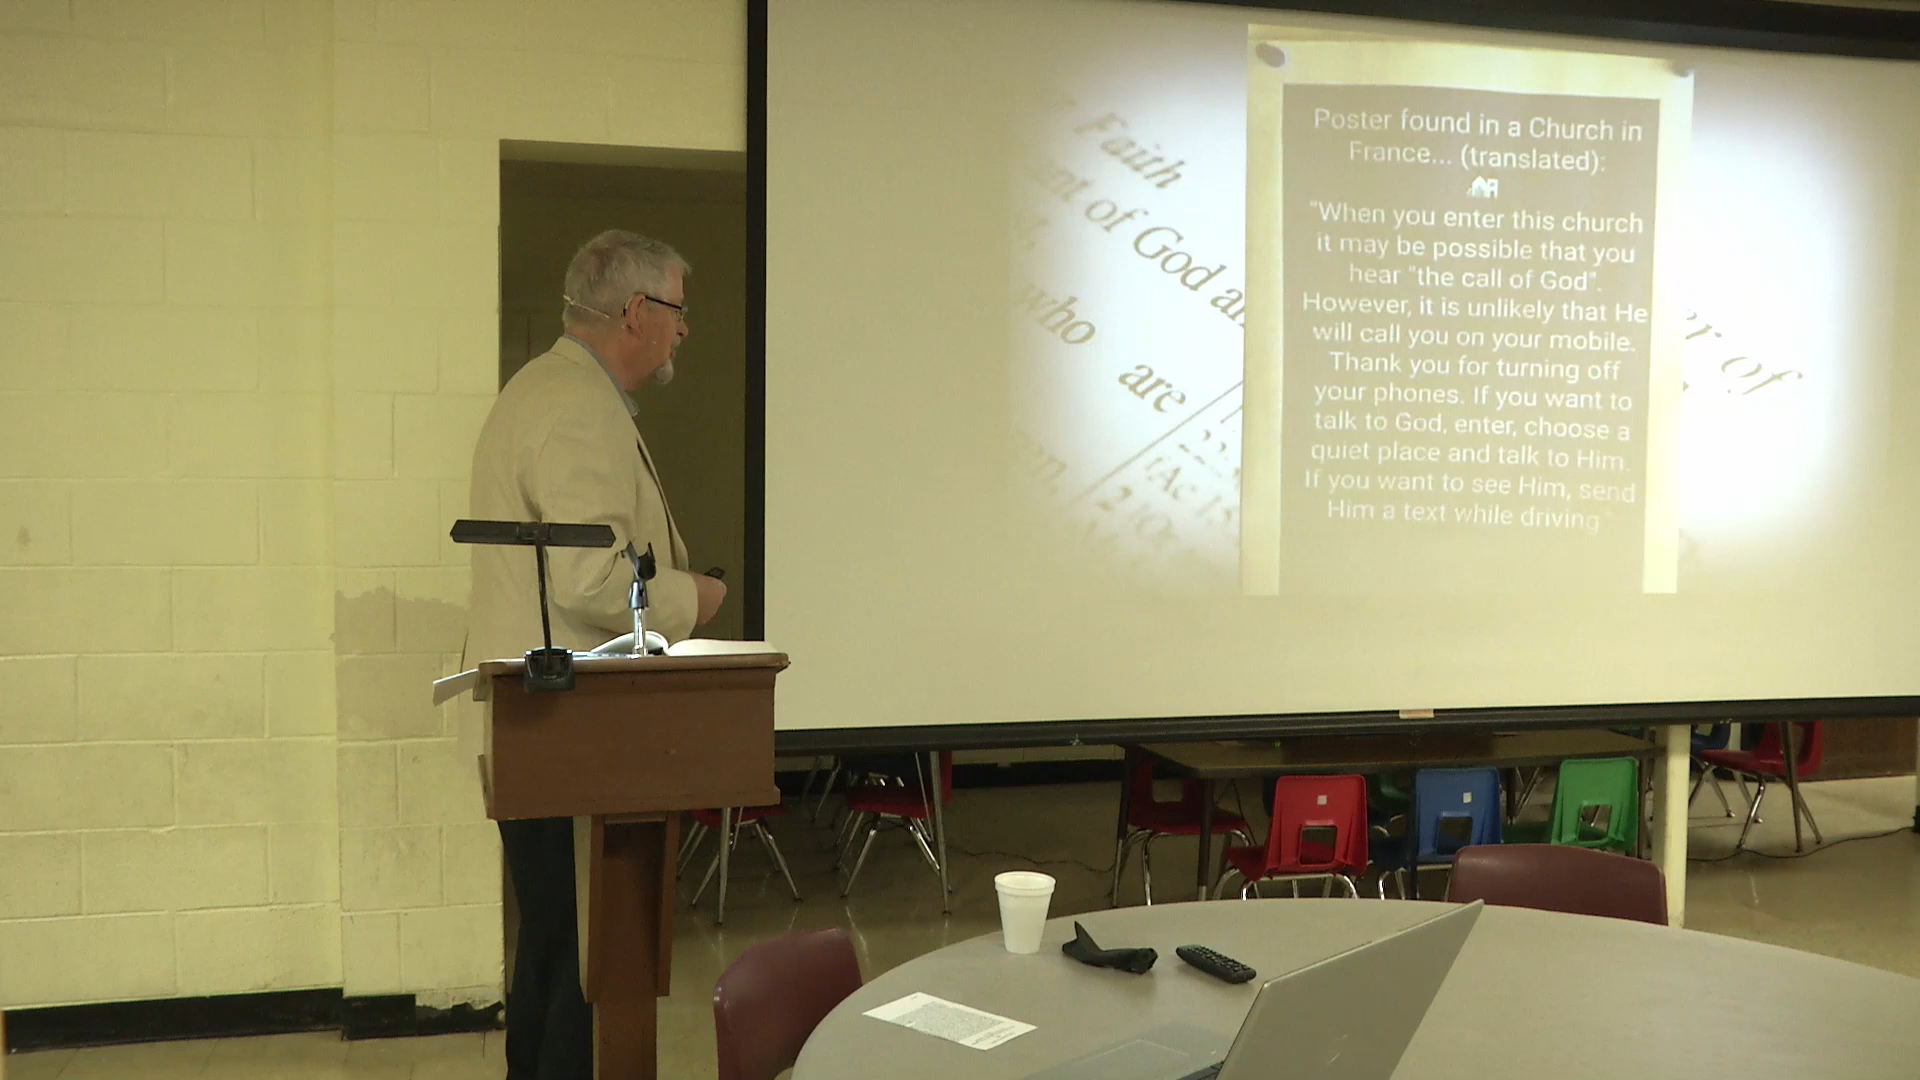 Poster found in a Church in
France... (translated):
"When you enter this church
it may be possible that you
hear "the call of God".
However, it is unlikely that He
will call you on your mobile.
Thank you for turning off
your phones. If you want to
talk to God, enter, choose a
quiet place and talk to Him.
If you want to see Him, send
Him a text while driving"
Faith
of God
who are
of